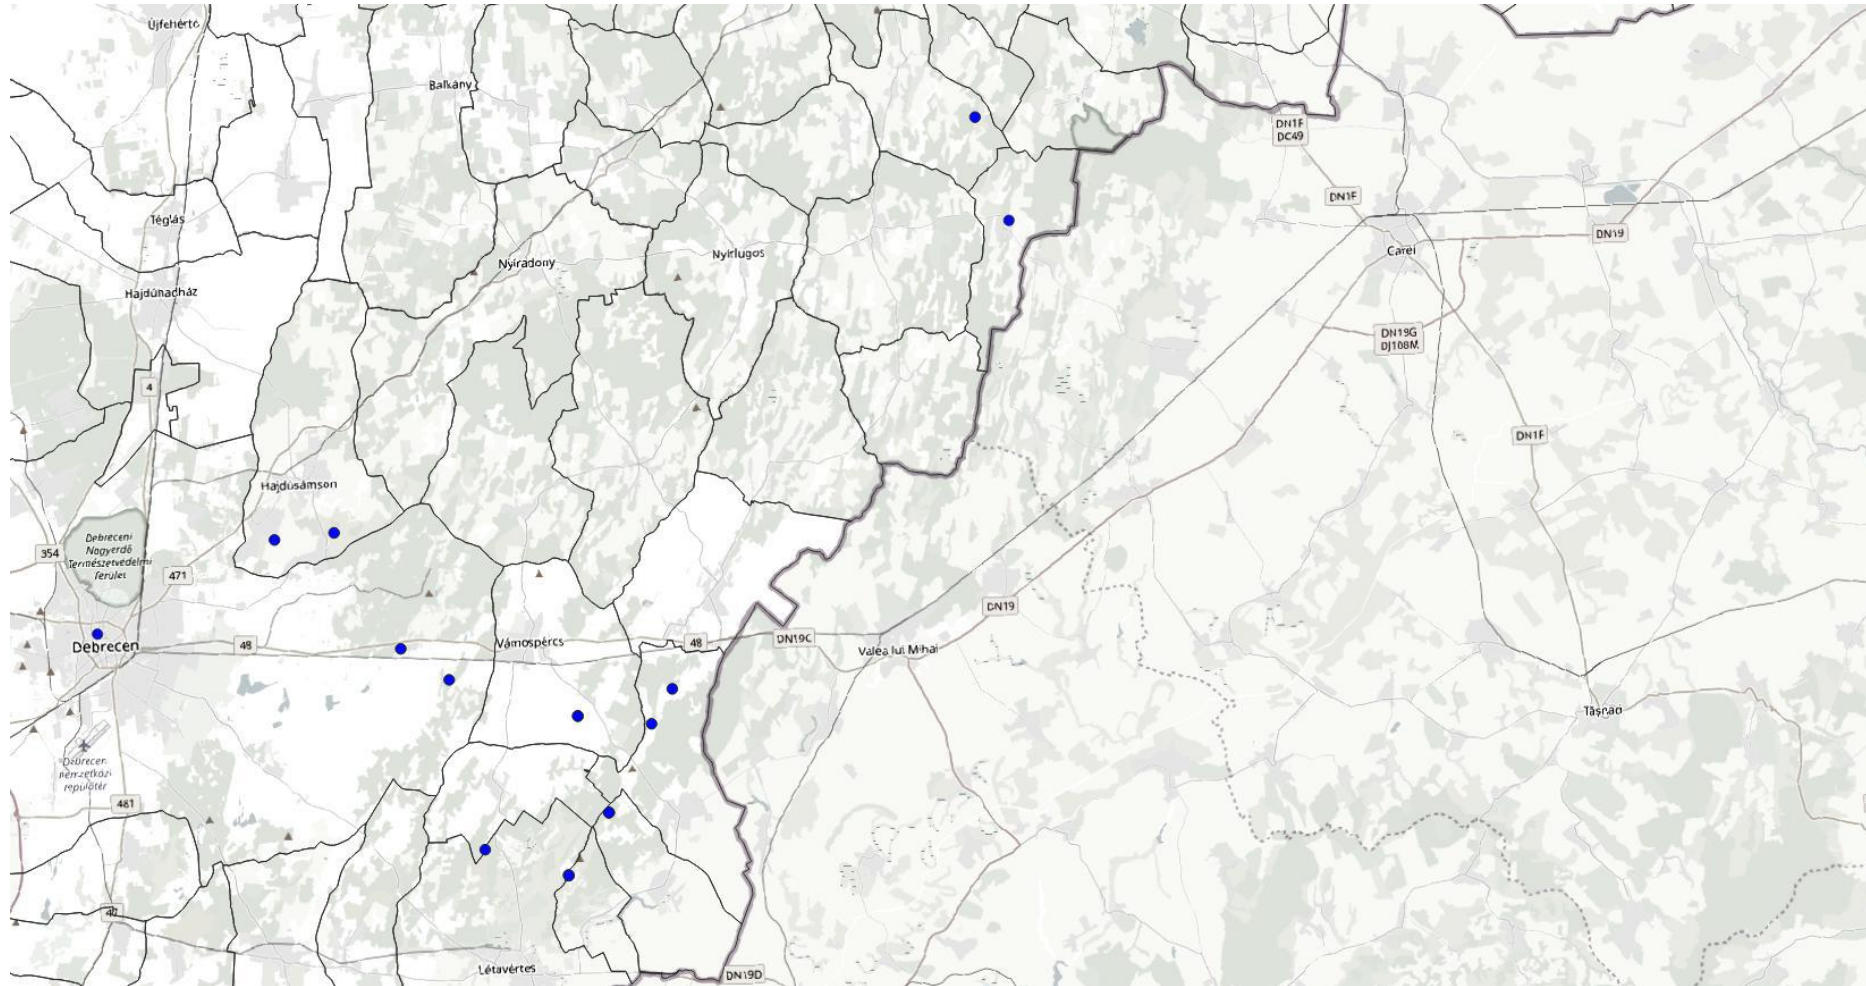 Újfehértó
Balkány
DN1F
DC49
Téglás
DN1F
DN19
Carei
Nyírlugos
Nyíradony
Hajdúhadház
DN19G
DJ108M
4
DN1F
Hajdúsámson
Debreceni
Nagyerdő
Természetvédelmi
Terület
354
471
DN19
Debrecen
48
Vámospércs
48
DN19C
Valea lui Mihai
Tășnad
Debrecen
nemzetközi
repülőtér
481
47
Létavértes
DN19D